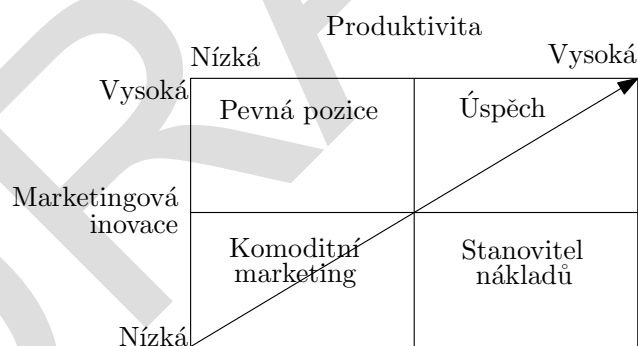 Produktivita
Nízká
Vysoká
Vysoká
Pevná pozice
Úspěch
Marketingová
inovace
Komoditní
marketing
Stanovitel
nákladů
Nízká